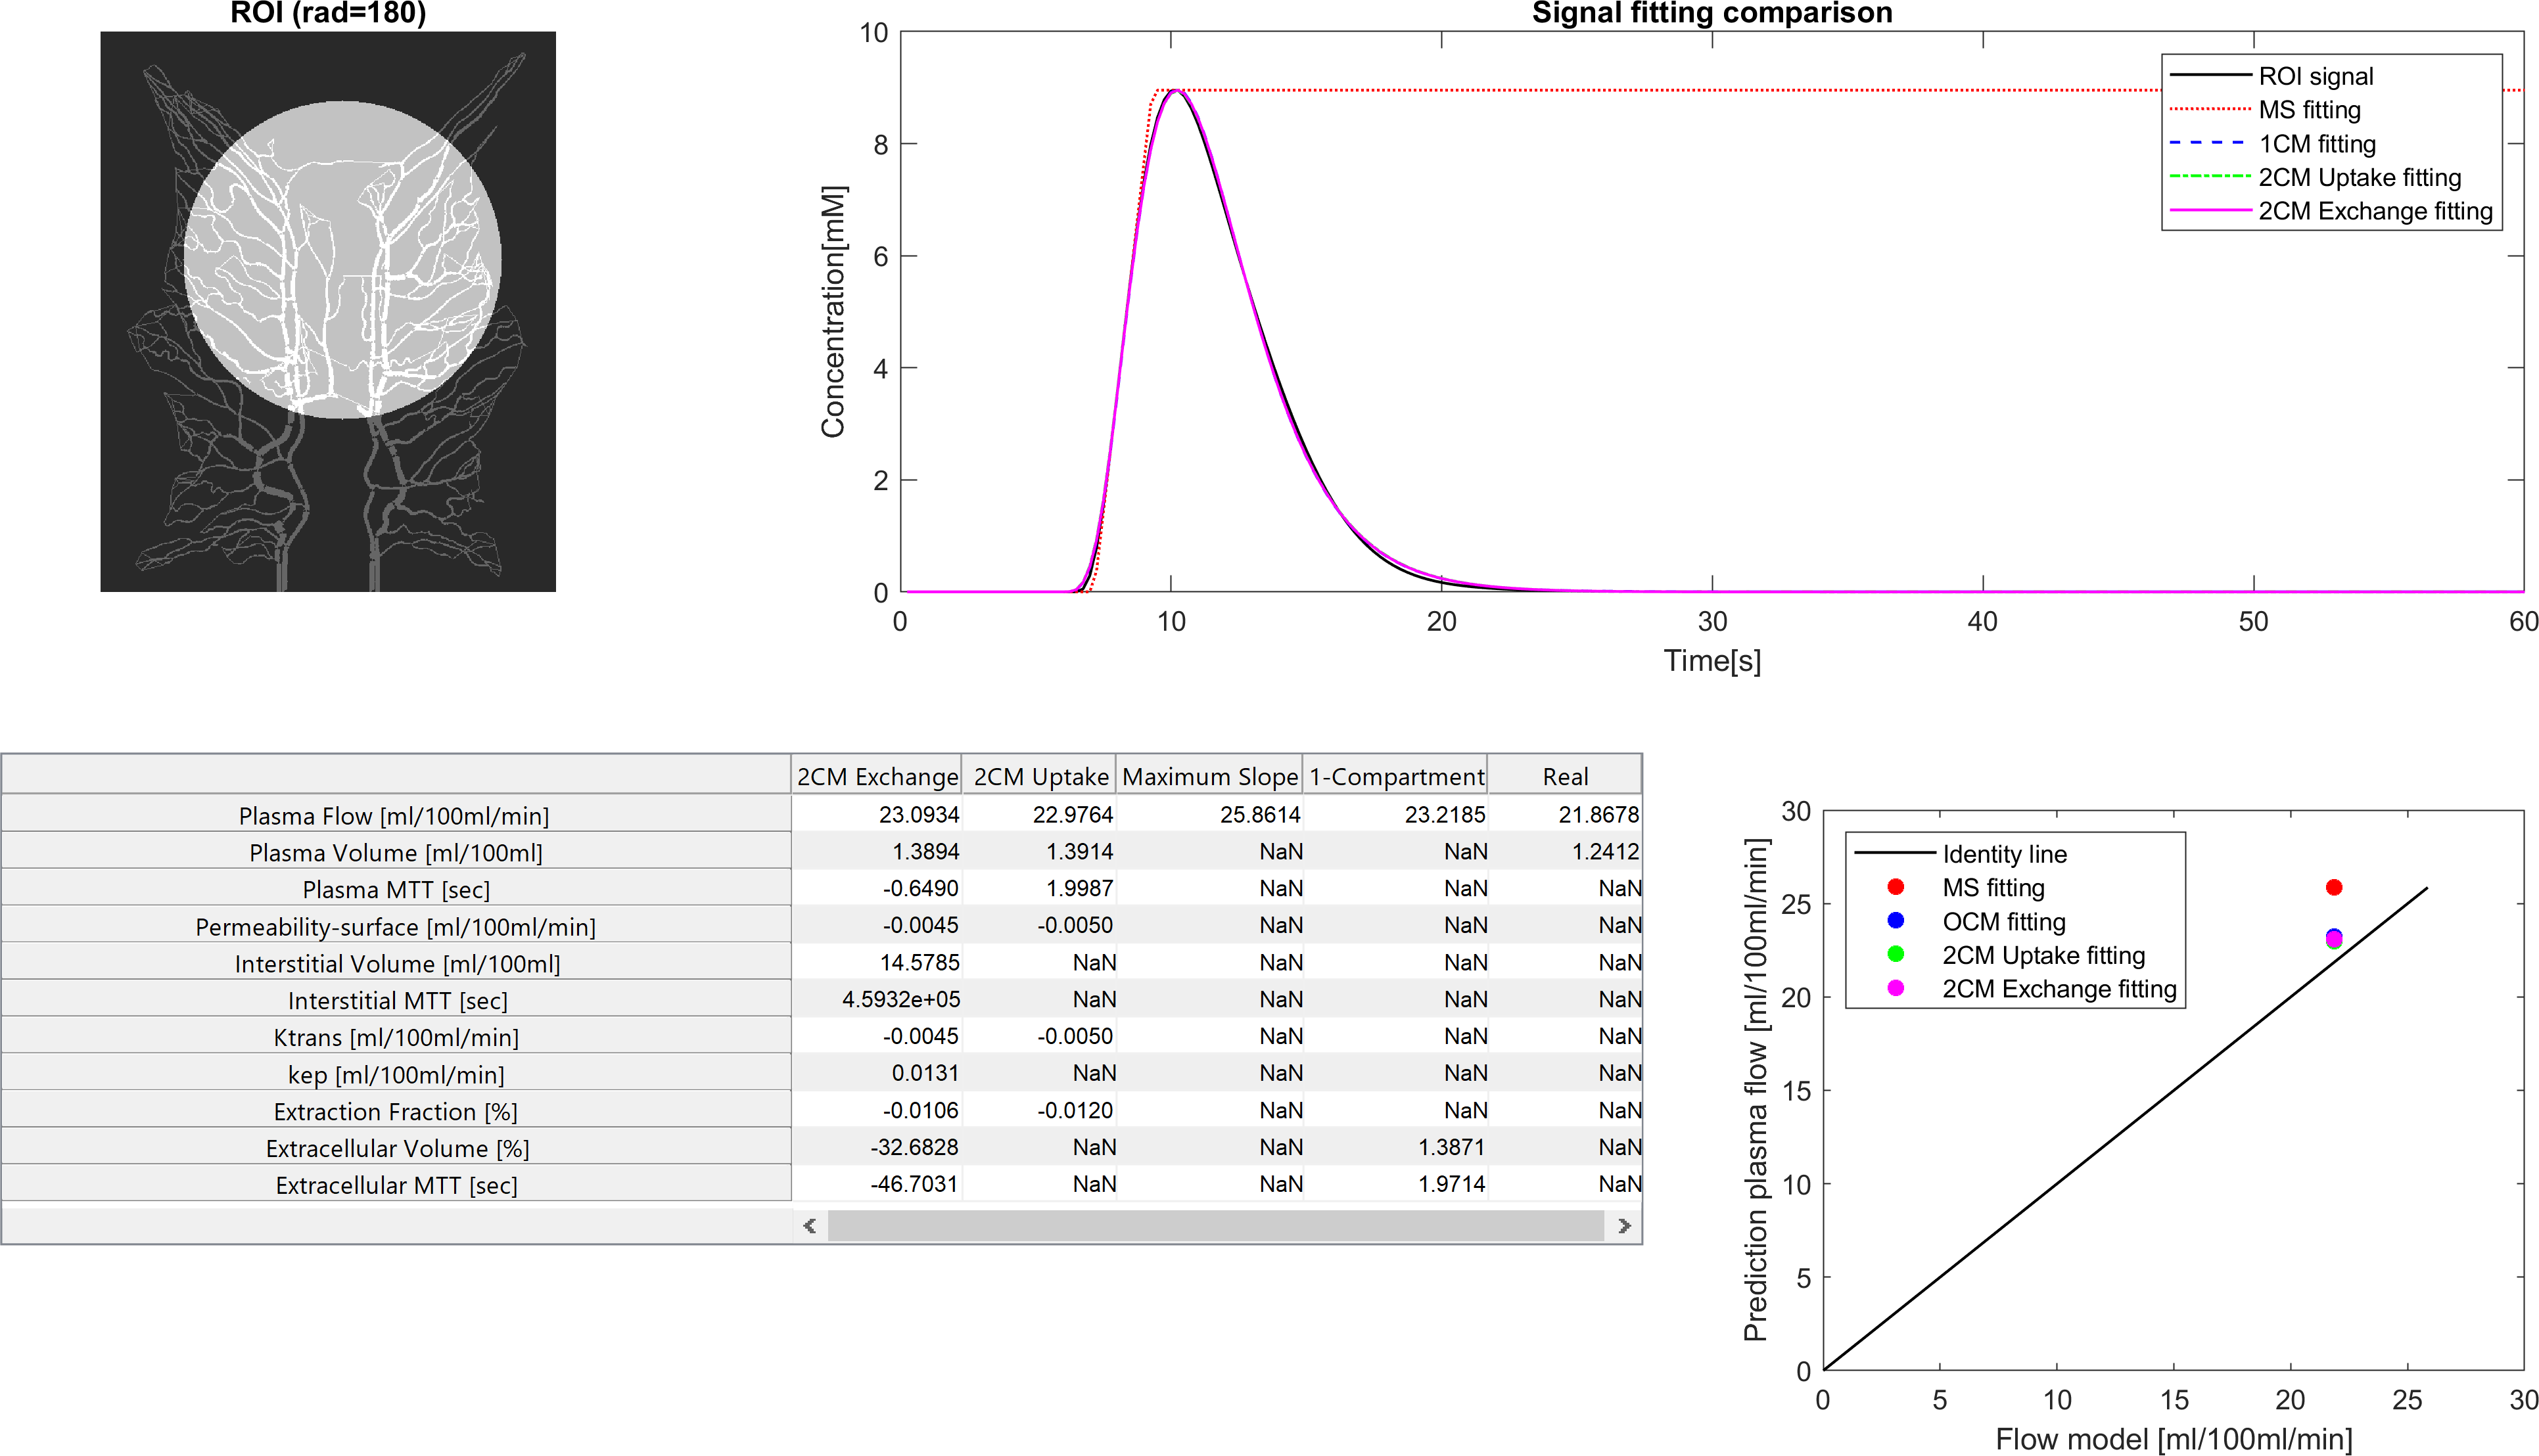 ROI (rad=180)
Signal fitting comparison
Concentration[mM]
10
8
6
4
2
0
0 10 20 30 40 50 60
Time[s]
ROI signal
MS fitting
1CM fitting
2CM Uptake fitting
2CM Exchange fitting
2CM Exchange 2CM Uptake Maximum Slope 1-Compartment Real
Plasma Flow [ml/100ml/min] 23.0934 22.9764 25.8614 23.2185 21.8678
Plasma Volume [ml/100ml] 1.3894 1.3914 NaN NaN 1.2412
Plasma MTT [sec] -0.6490 1.9987 NaN NaN NaN
Permeability-surface [ml/100ml/min] -0.0045 -0.0050 NaN NaN NaN
Interstitial Volume [ml/100ml] 14.5785 NaN NaN NaN NaN
Interstitial MTT [sec] 4.5932e+05 NaN NaN NaN NaN
Ktrans [ml/100ml/min] -0.0045 -0.0050 NaN NaN NaN
kep [ml/100ml/min] 0.0131 NaN NaN NaN NaN
Extraction Fraction [%] -0.0106 -0.0120 NaN NaN NaN
Extracellular Volume [%] -32.6828 NaN NaN 1.3871 NaN
Extracellular MTT [sec] -46.7031 NaN NaN 1.9714 NaN
Prediction plasma flow [ml/100ml/min]
30
25
20
15
10
5
0
0 5 10 15 20 25 30
Flow model [ml/100ml/min]
Identity line
MS fitting
OCM fitting
2CM Uptake fitting
2CM Exchange fitting